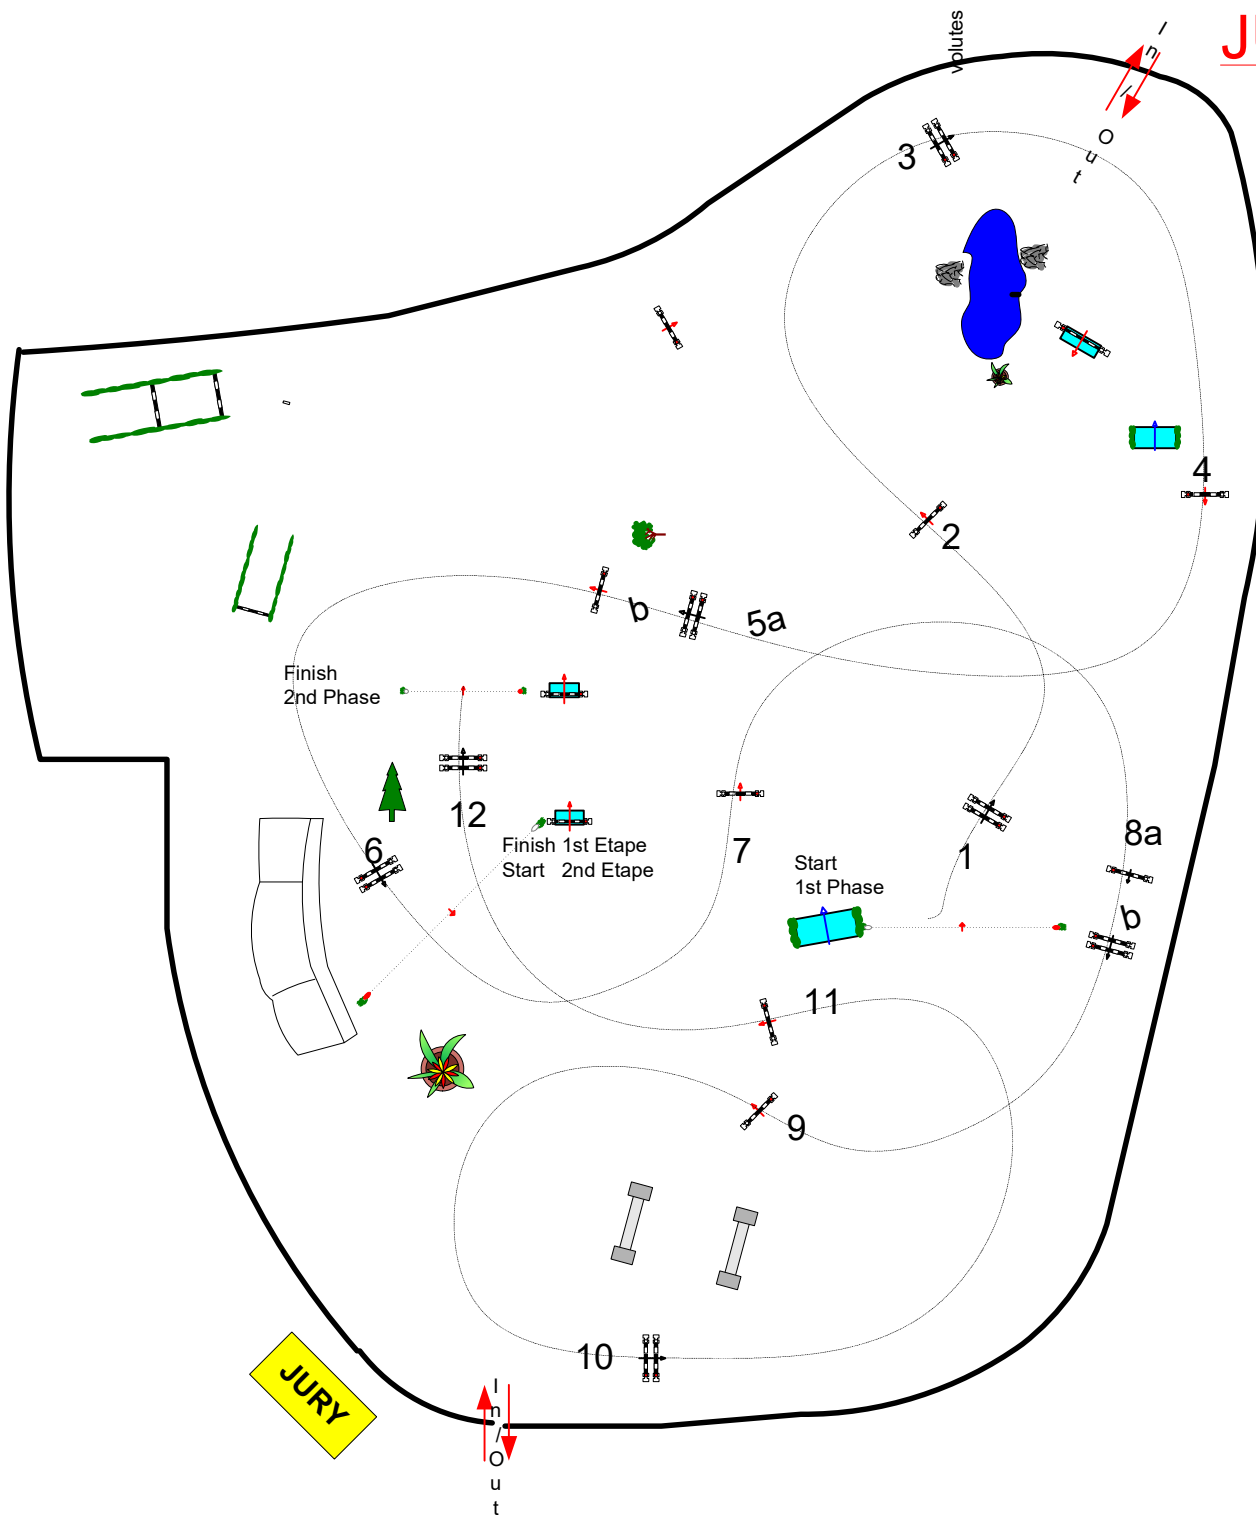 volutes
In / Out
3
4
2
b
5a
Finish
2nd Phase
12
6
Finish 1st Etape
Start 2nd Etape
7
Start
1st Phase
1
8a
b
11
9
10
JURY
In/Out